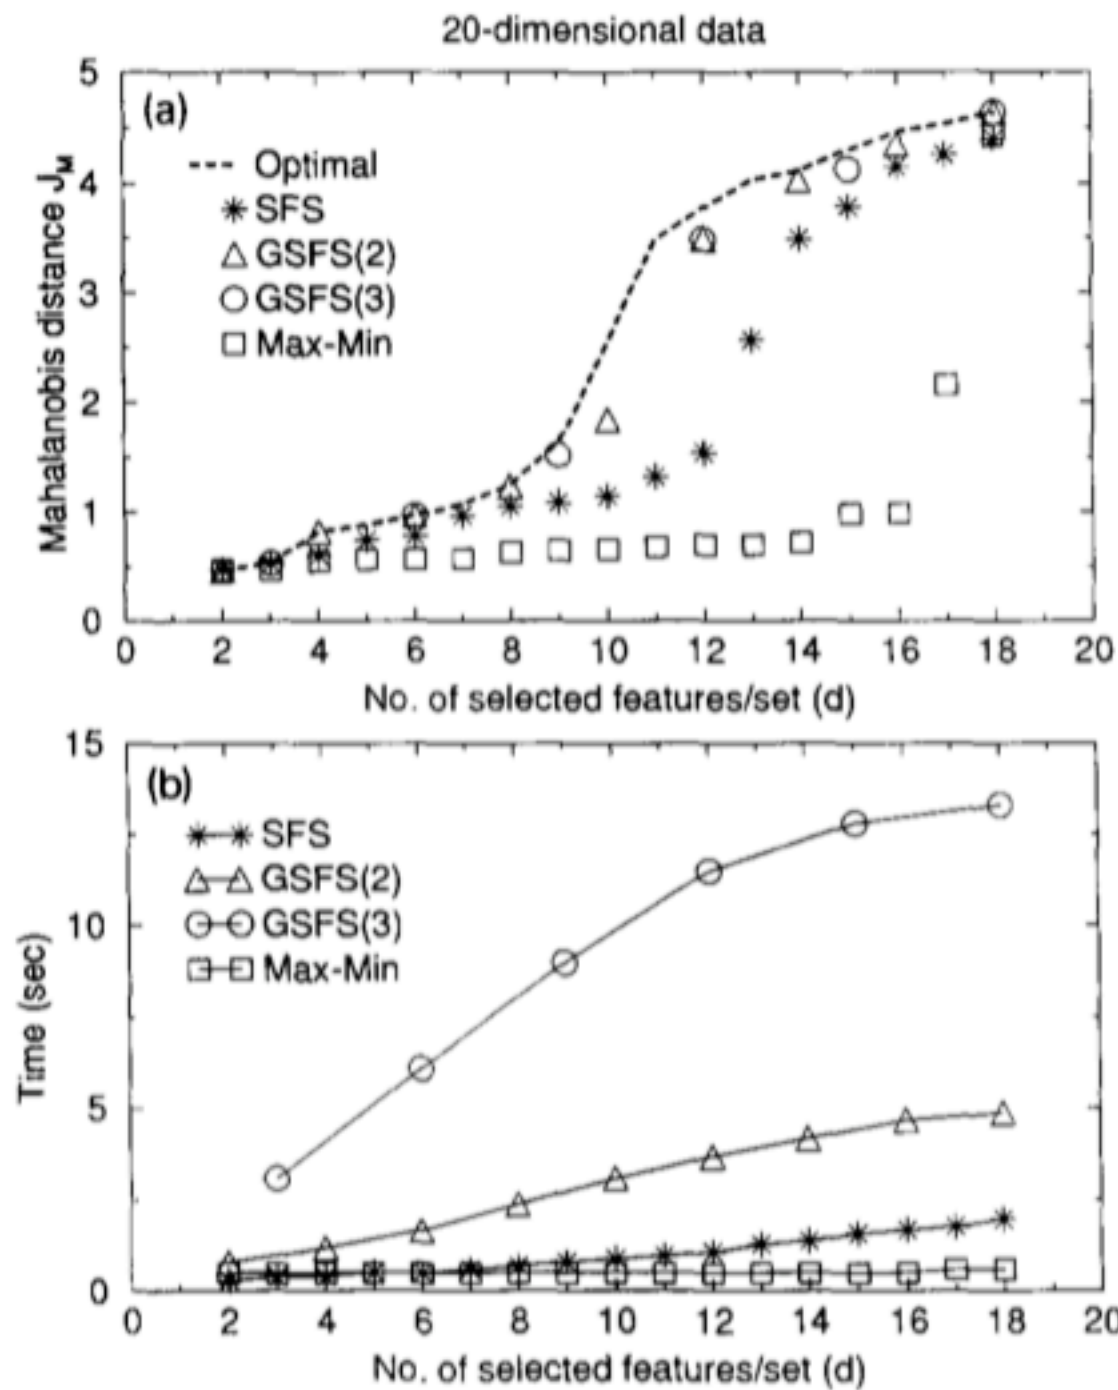 20-dimensional data
(a)
Optimal
SFS
GSFS(2)
GSFS(3)
Max-Min
Mahalanobis distance J_M
5
4
3
2
1
0
0 2 4 6 8 10 12 14 16 18 20
No. of selected features/set (d)
(b)
SFS
GSFS(2)
GSFS(3)
Max-Min
Time (sec)
15
10
5
0
0 2 4 6 8 10 12 14 16 18 20
No. of selected features/set (d)